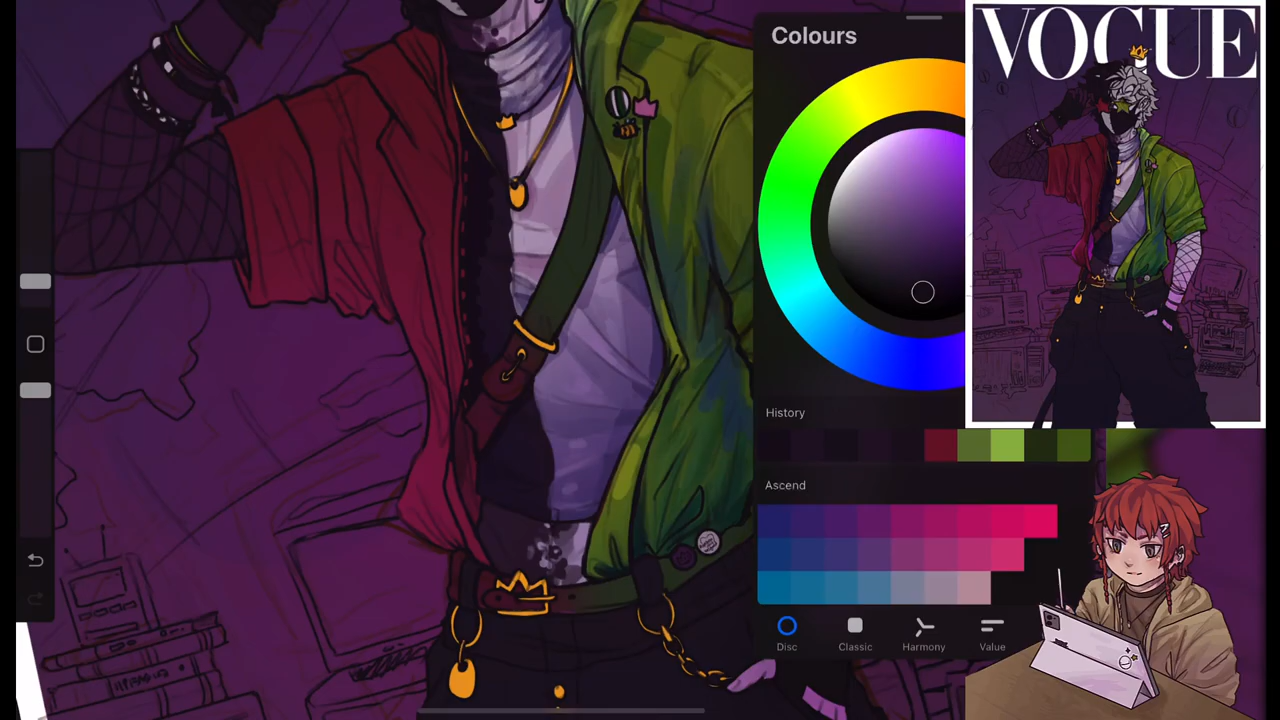 VOGUE
Colours
History
Ascend
Disc
Classic
Harmony
Value